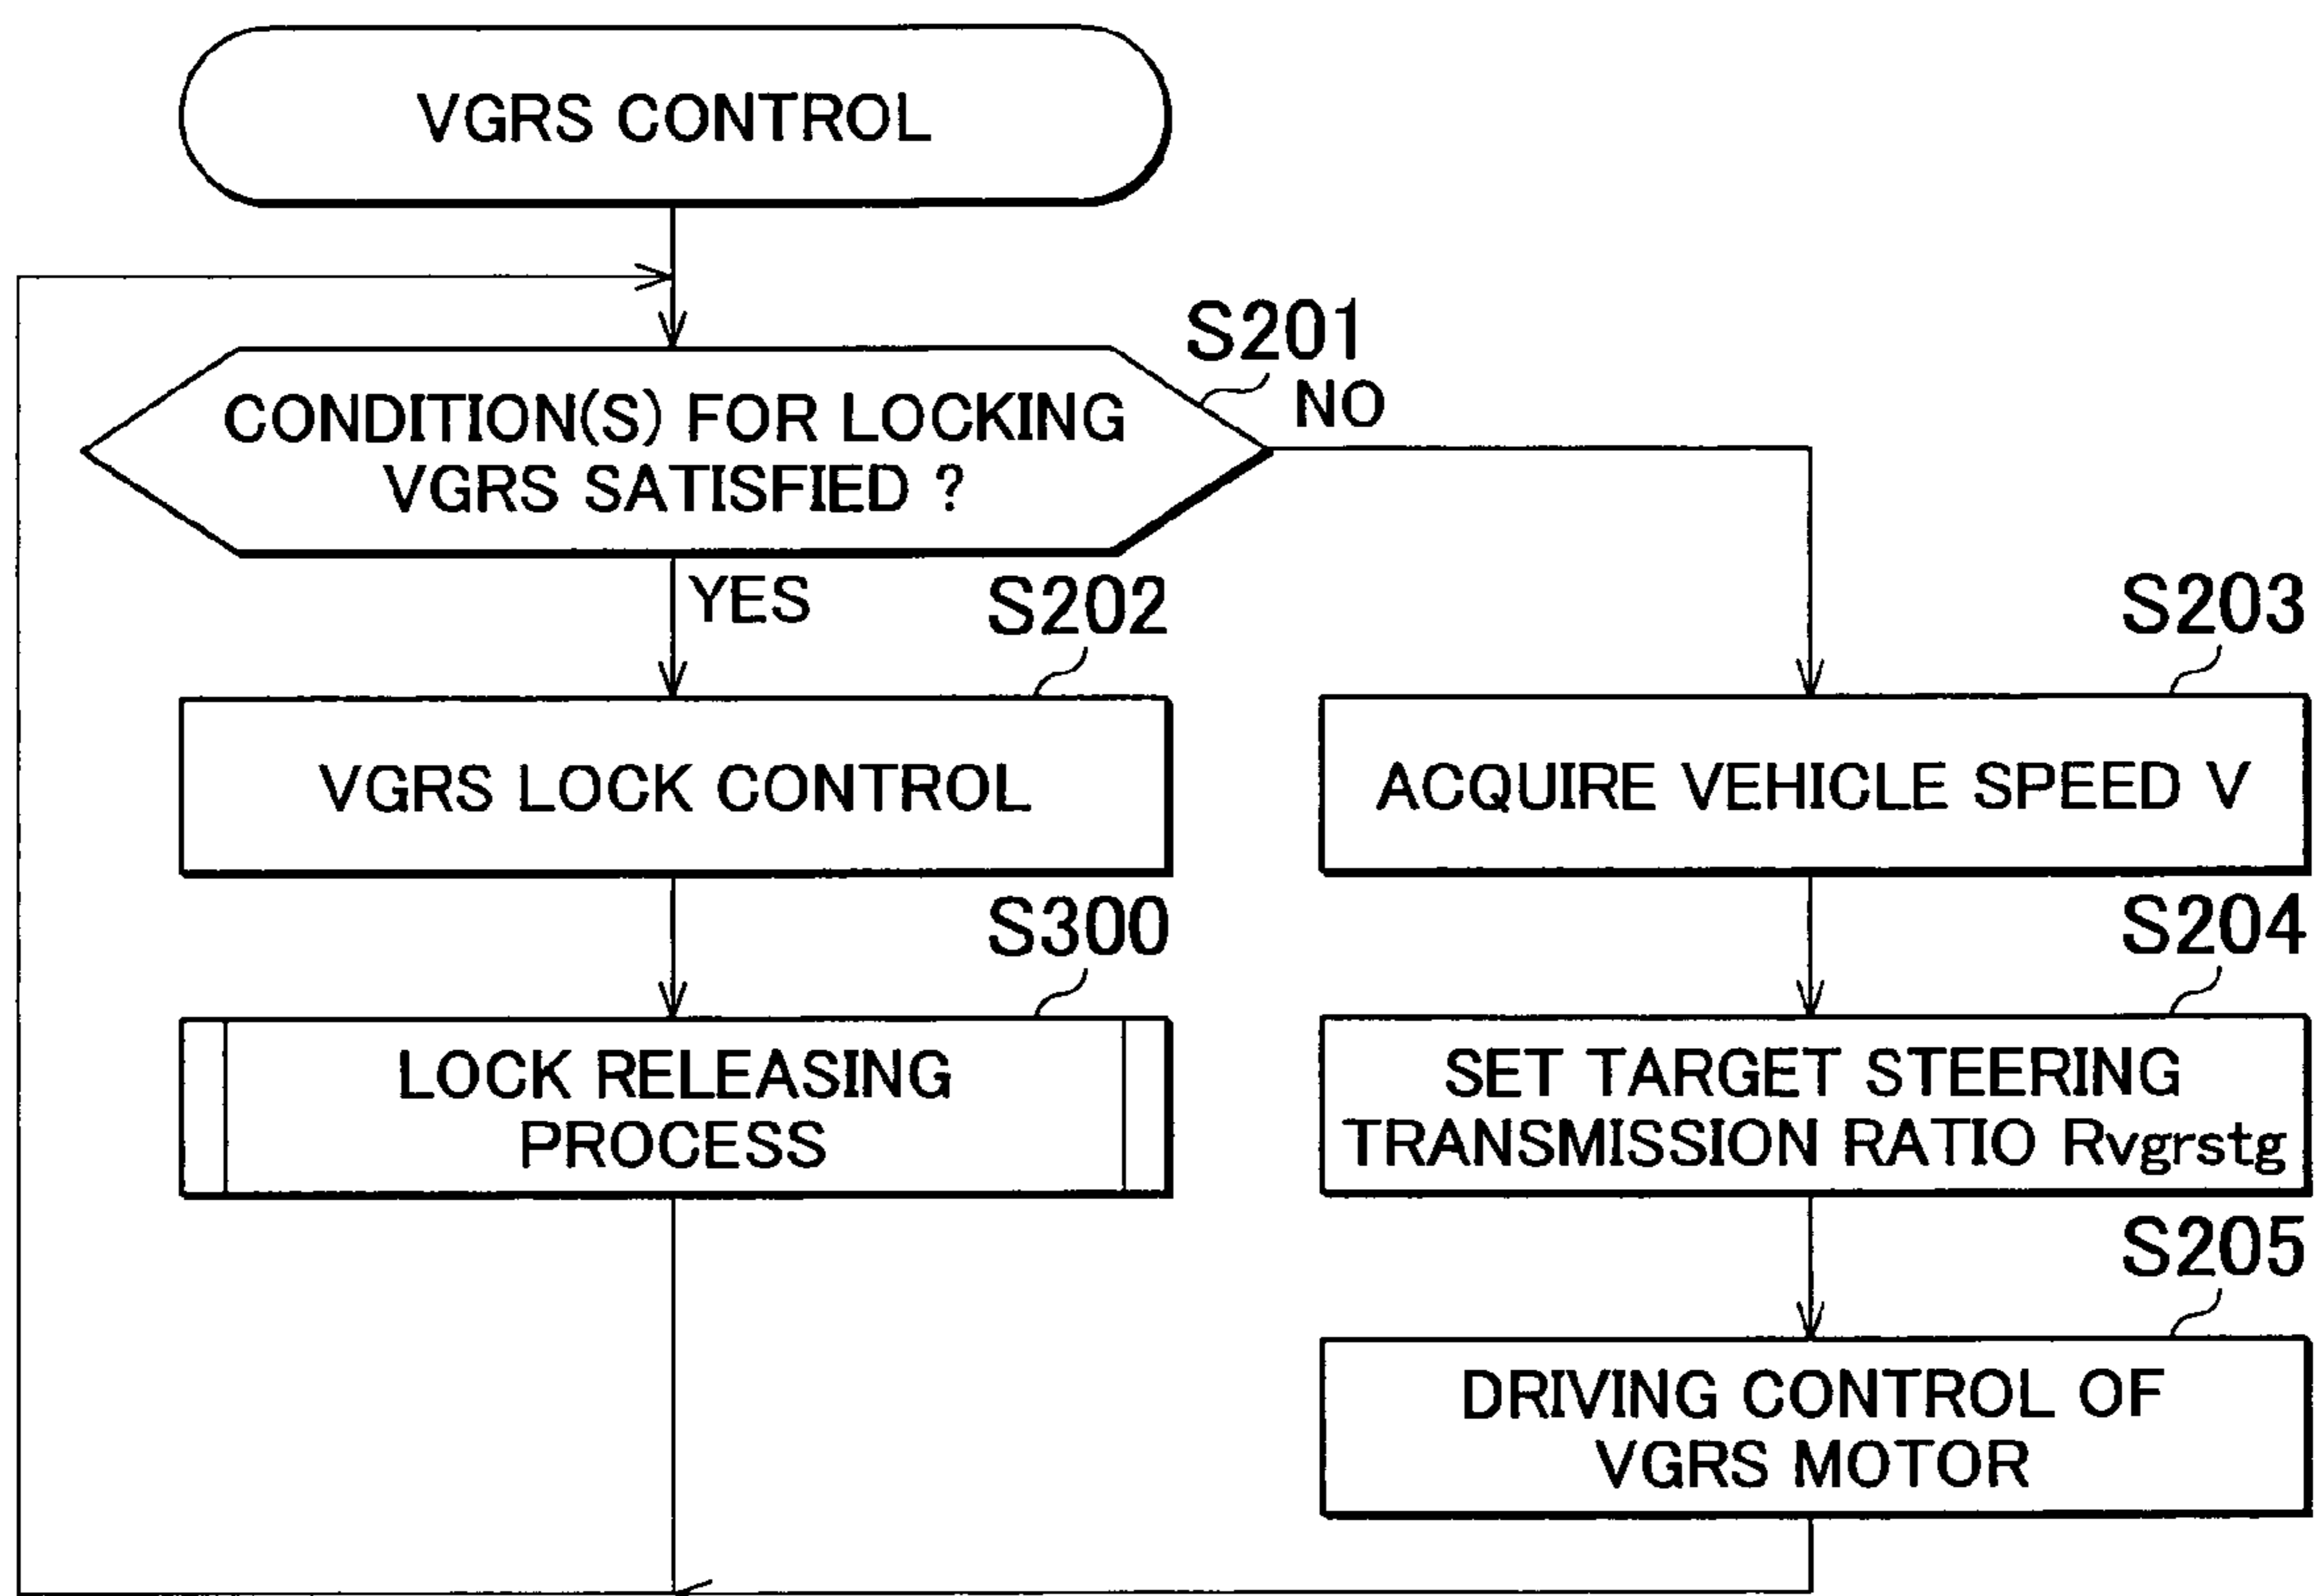 VGRS CONTROL
S201
CONDITION(S) FOR LOCKING
VGRS SATISFIED ?
NO
YES
S202
VGRS LOCK CONTROL
S300
LOCK RELEASING
PROCESS
S203
ACQUIRE VEHICLE SPEED V
S204
SET TARGET STEERING
TRANSMISSION RATIO Rvgrstg
S205
DRIVING CONTROL OF
VGRS MOTOR